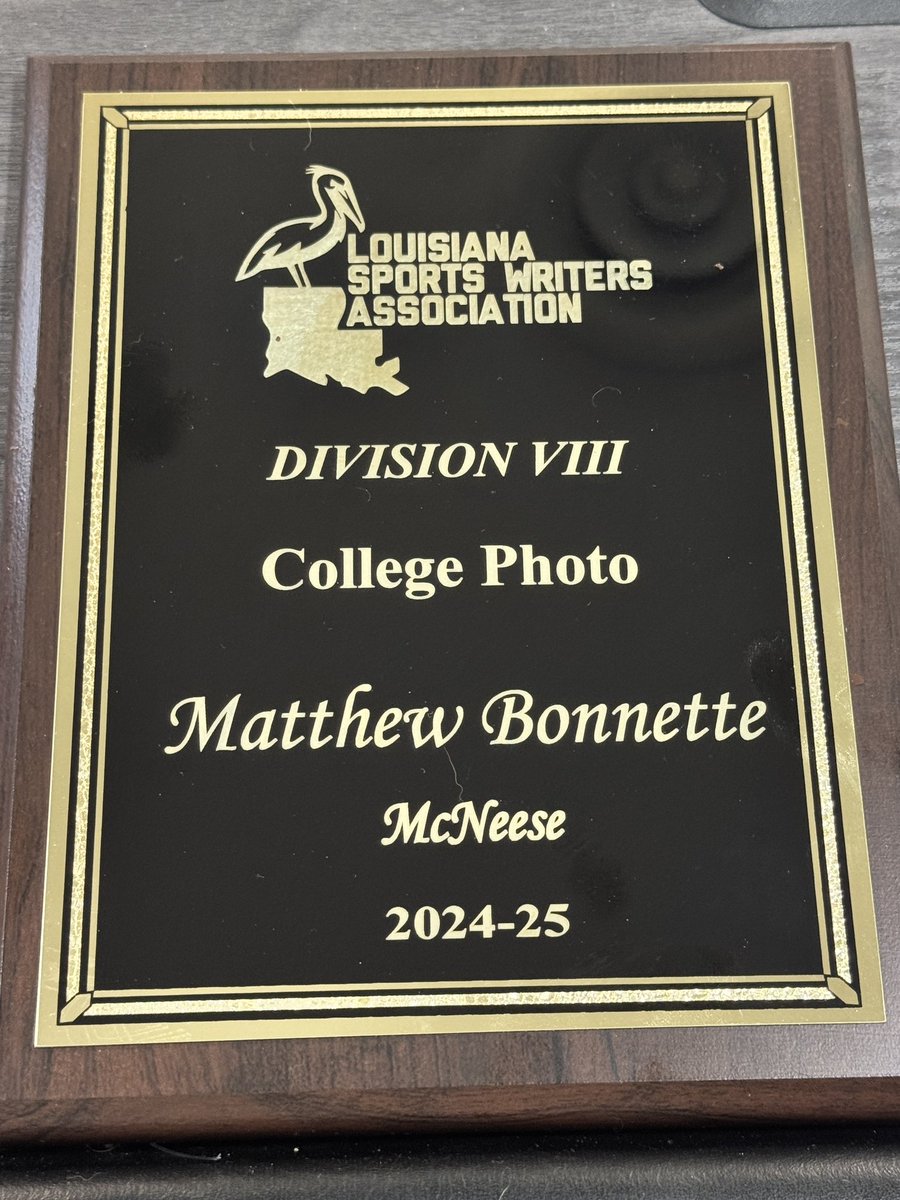 LOUISIANA
SPORTS WRITERS
ASSOCIATION
DIVISION VIII
College Photo
Matthew Bonnette
McNeese
2024-25